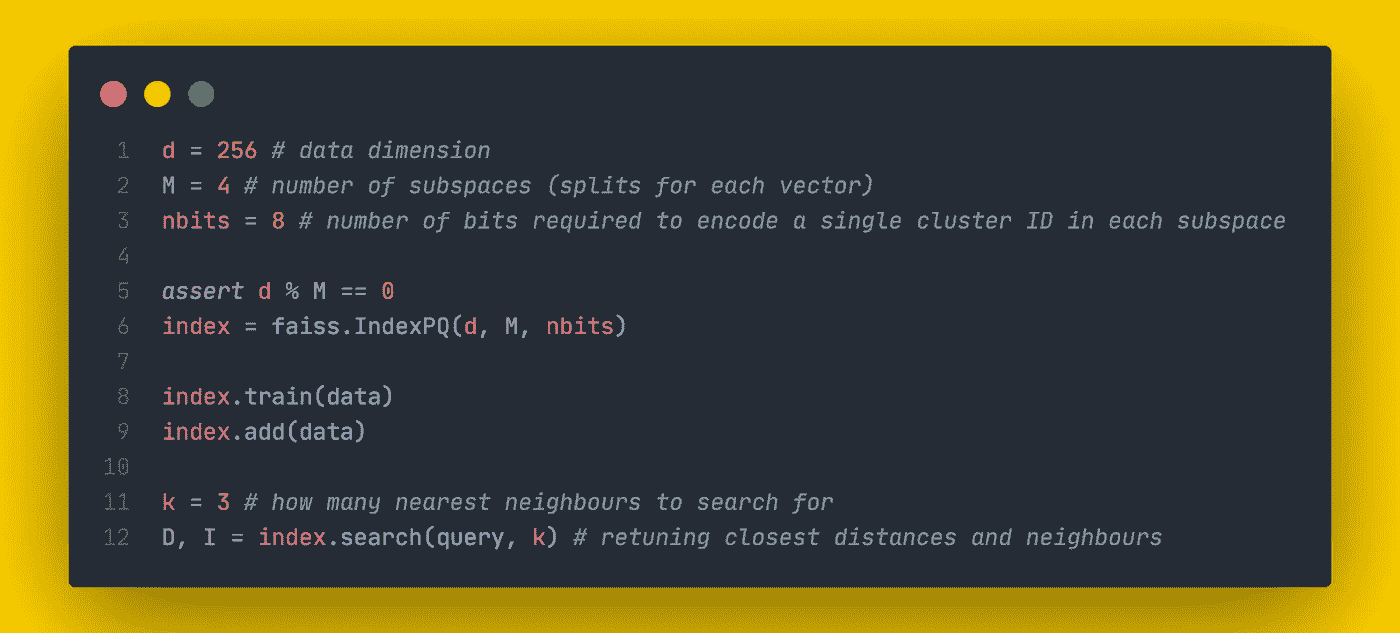 1 d = 256 # data dimension
2 M = 4 # number of subspaces (splits for each vector)
3 nbits = 8 # number of bits required to encode a single cluster ID in each subspace
4
5 assert d % M == 0
6 index = faiss.IndexPQ(d, M, nbits)
7
8 index.train(data)
9 index.add(data)
10
11 k = 3 # how many nearest neighbours to search for
12 D, I = index.search(query, k) # retuning closest distances and neighbours